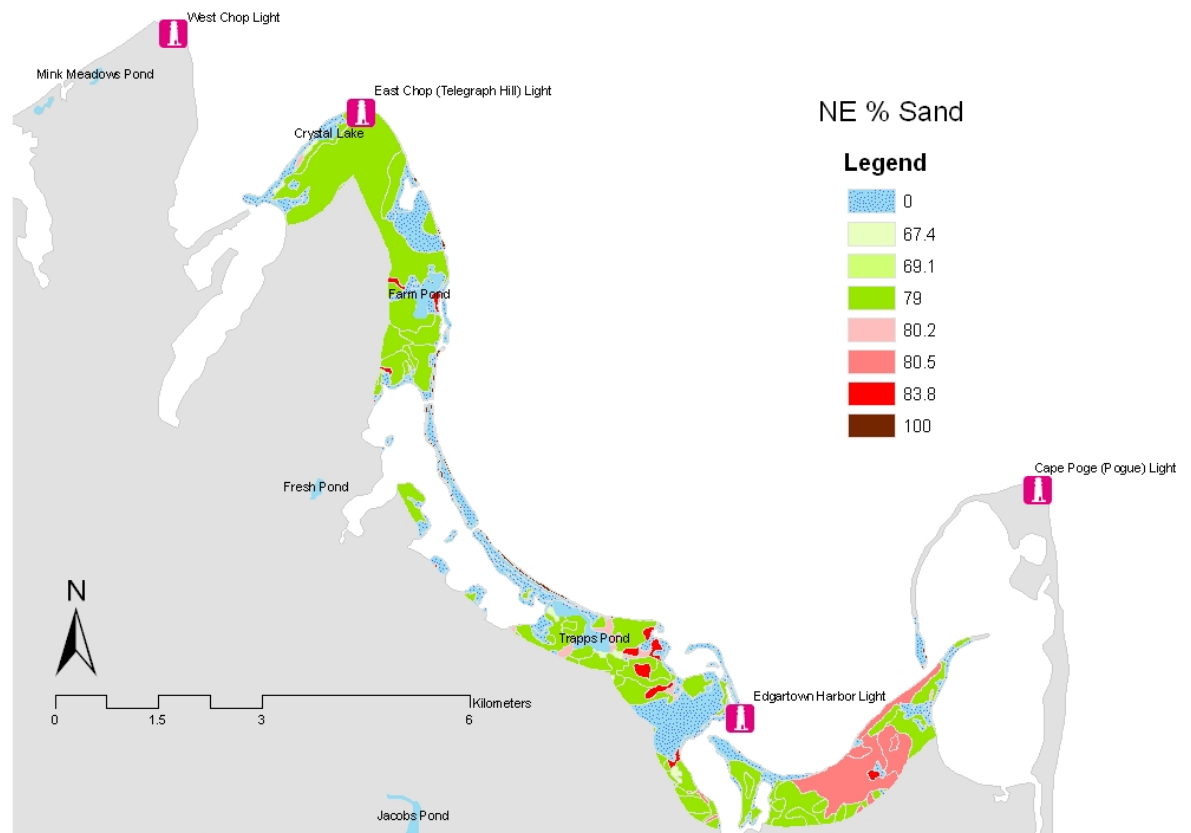 West Chop Light
Mink Meadows Pond
East Chop (Telegraph Hill) Light
Crystal Lake
NE % Sand
Legend
0
67.4
69.1
79
80.2
80.5
83.8
100
Farm Pond
Cape Poge (Pogue) Light
Fresh Pond
N
Trapps Pond
Edgartown Harbor Light
Kilometers
0 1.5 3 6
Jacobs Pond